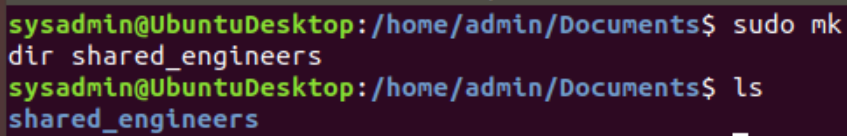 sysadmin@UbuntuDesktop:/home/admin/Documents$ sudo mk
dir shared_engineers
sysadmin@UbuntuDesktop:/home/admin/Documents$ ls
shared_engineers